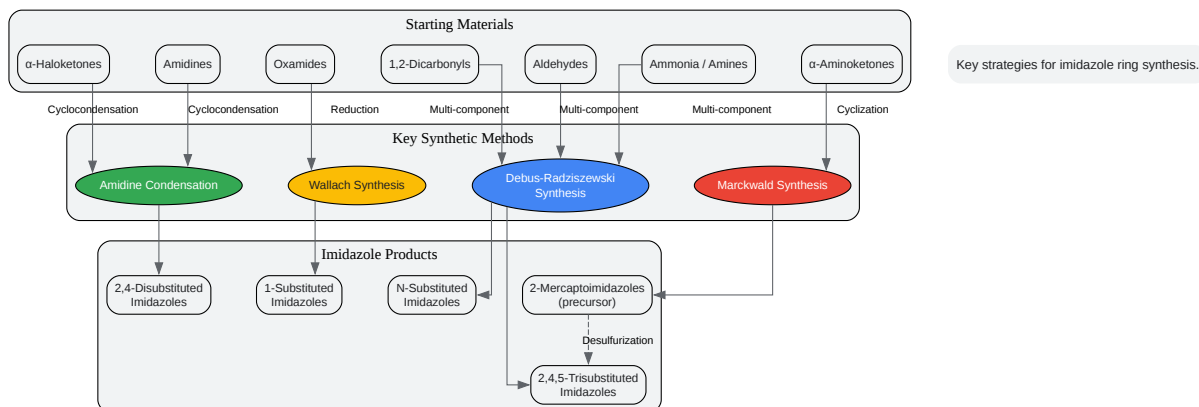 Starting Materials
α-Haloketones
Amidines
Oxamides
1,2-Dicarbonyls
Aldehydes
Ammonia / Amines
α-Aminoketones
Key strategies for imidazole ring synthesis.
Cyclocondensation
Cyclocondensation
Reduction
Multi-component
Multi-component
Multi-component
Cyclization
Key Synthetic Methods
Amidine Condensation
Wallach Synthesis
Debus-Radziszewski
Synthesis
Marckwald Synthesis
Imidazole Products
2,4-Disubstituted
Imidazoles
1-Substituted
Imidazoles
N-Substituted
Imidazoles
2-Mercaptoimidazoles
(precursor)
Desulfurization
2,4,5-Trisubstituted
Imidazoles